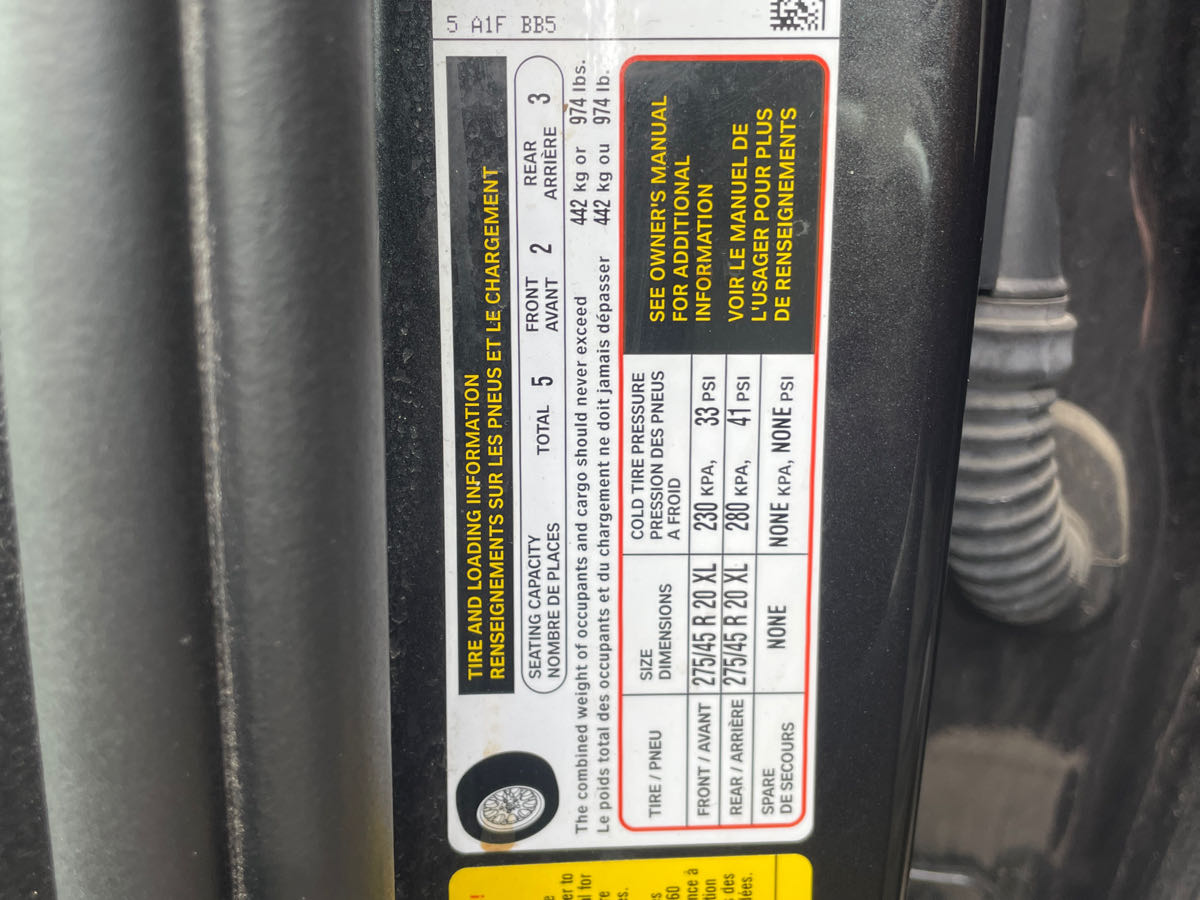 5 A1F BB5
TIRE AND LOADING INFORMATION
RENSEIGNEMENTS SUR LES PNEUS ET LE CHARGEMENT
SEATING CAPACITY
NOMBRE DE PLACES
TOTAL 5
FRONT
AVANT 2
REAR
ARRIÈRE 3
The combined weight of occupants and cargo should never exceed 442 kg or 974 lbs.
Le poids total des occupants et du chargement ne doit jamais dépasser 442 kg ou 974 lb.
TIRE / PNEU
SIZE
DIMENSIONS
COLD TIRE PRESSURE
PRESSION DES PNEUS
A FROID
FRONT / AVANT 275/45 R 20 XL 230 KPA, 33 PSI
REAR / ARRIÈRE 275/45 R 20 XL 280 KPA, 41 PSI
SPARE
DE SECOURS
NONE NONE KPA, NONE PSI
SEE OWNER'S MANUAL
FOR ADDITIONAL
INFORMATION
VOIR LE MANUEL DE
L'USAGER POUR PLUS
DE RENSEIGNEMENTS